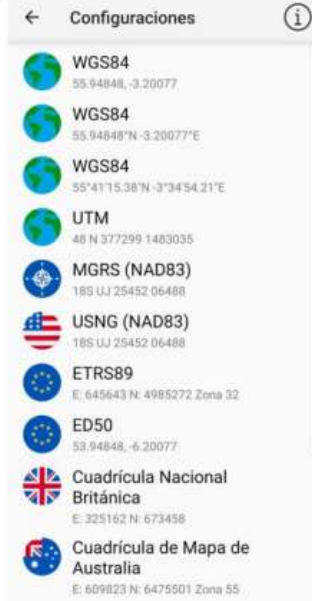 Configuraciones
WGS84
55.94848, -3.20077
WGS84
55.94848°N -3.20077°E
WGS84
55°41'15.38"N -3°34'54.21"E
UTM
48 N 377299 1483035
MGRS (NAD83)
18S UJ 25452 06488
USNG (NAD83)
18S UJ 25452 06488
ETRS89
E: 645643 N: 4985272 Zona 32
ED50
53.94848, -6.20077
Cuadrícula Nacional
Británica
E: 325162 N: 673458
Cuadrícula de Mapa de
Australia
E: 609823 N: 6475501 Zona 55